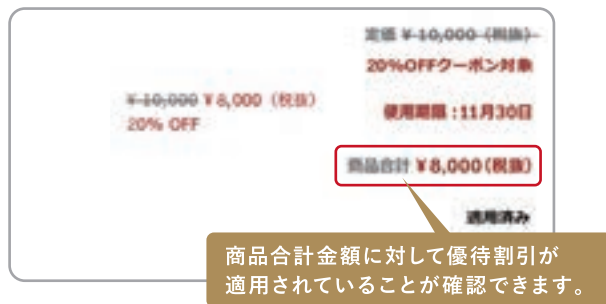 定価 ¥10,000(税抜)
20%OFFクーポン対象
¥10,000 ¥8,000(税抜)
20% OFF
使用期限:11月30日
商品合計 ¥8,000(税抜)
適用済み
商品合計金額に対して優待割引が
適用されていることが確認できます。